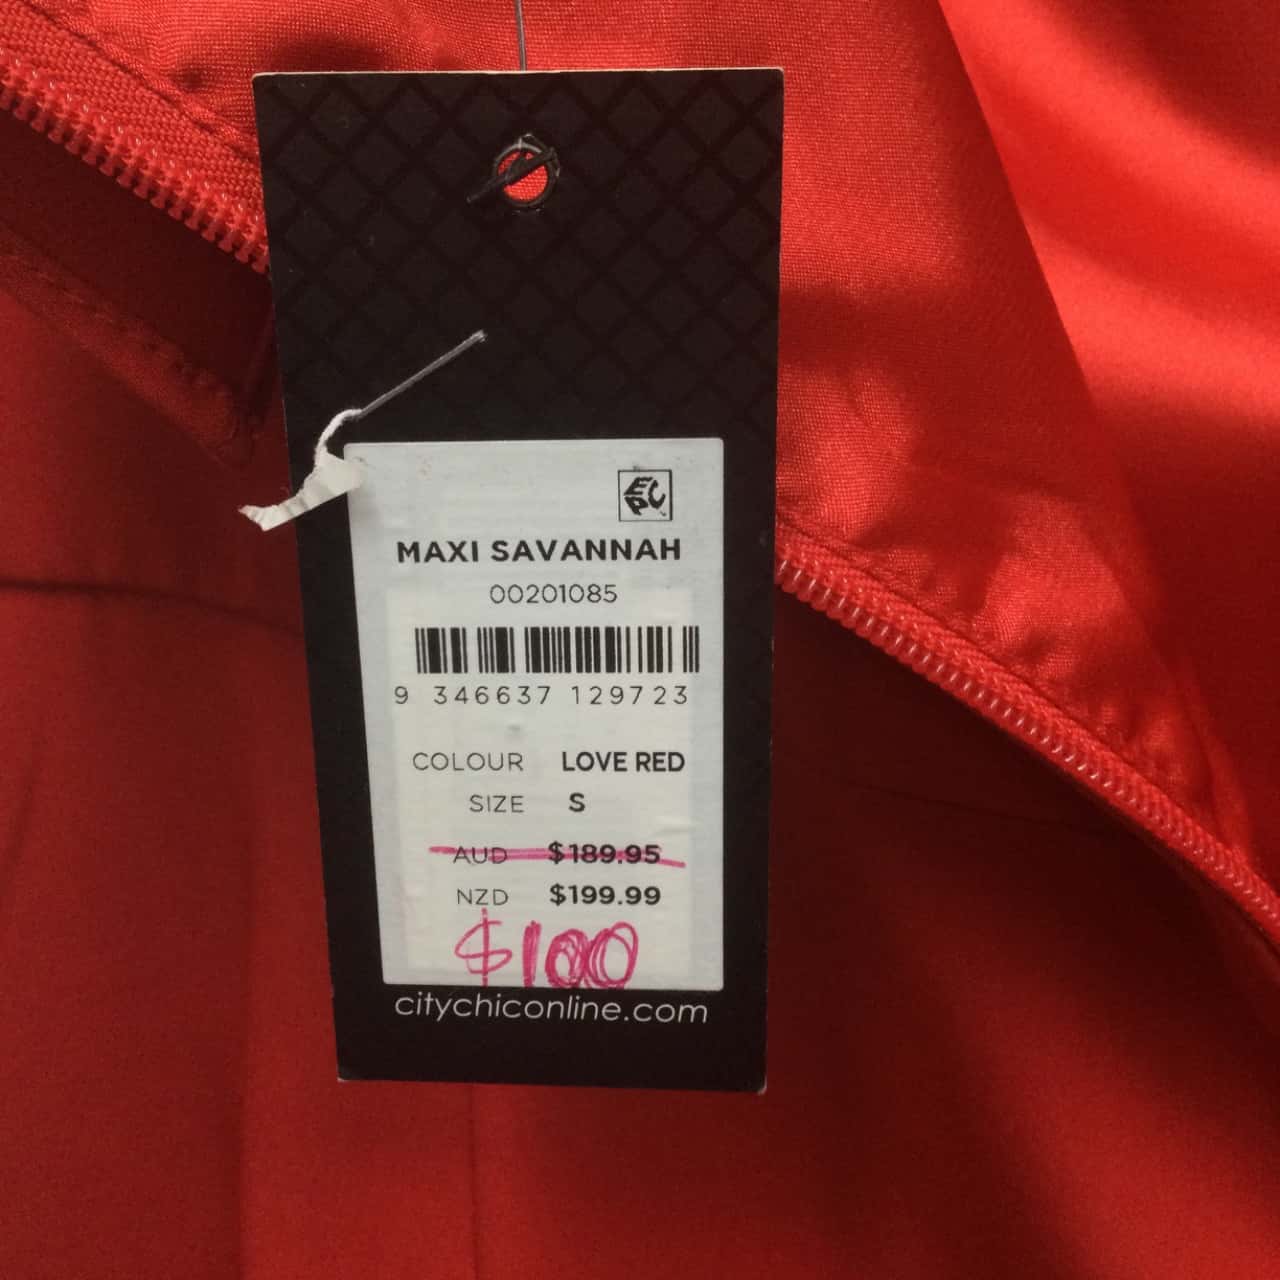 EPC
MAXI SAVANNAH
00201085
9 346637 129723
COLOUR LOVE RED
SIZE S
AUD $189.95
NZD $199.99
$100
citychiconline.com